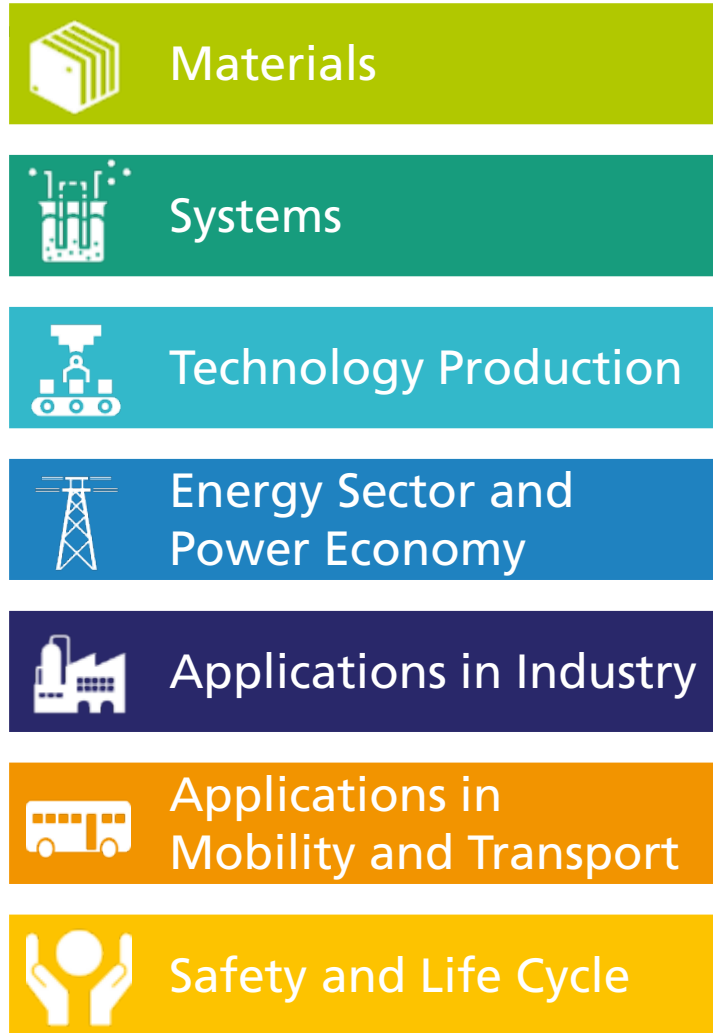 Materials
Systems
Technology Production
Energy Sector and
Power Economy
Applications in Industry
Applications in
Mobility and Transport
Safety and Life Cycle